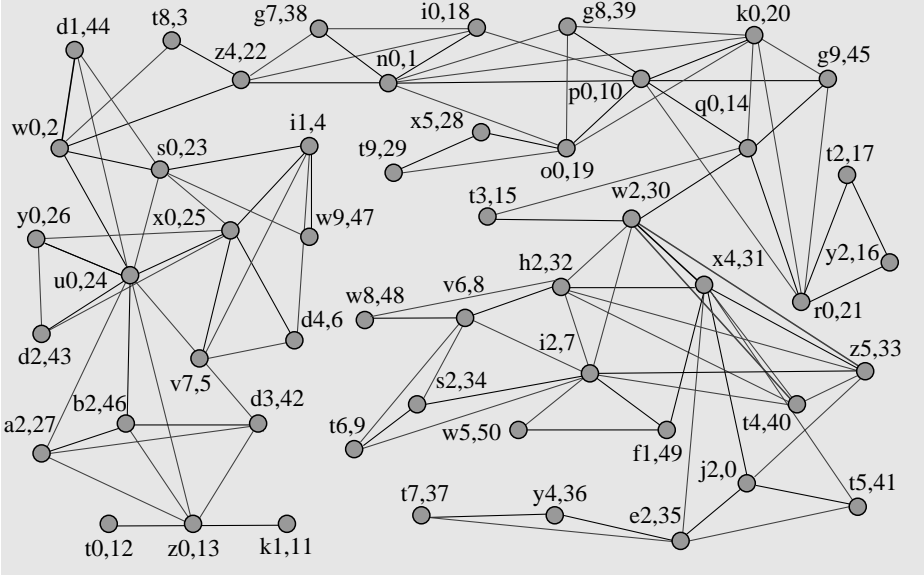 t8,3
g7,38
i0,18
g8,39
k0,20
d1,44
z4,22
n0,1
g9,45
p0,10
q0,14
w0,2
s0,23
i1,4
x5,28
t9,29
o0,19
t2,17
y0,26
x0,25
w9,47
t3,15
w2,30
y2,16
u0,24
h2,32
x4,31
v6,8
w8,48
r0,21
d2,43
d4,6
v7,5
i2,7
z5,33
s2,34
b2,46
d3,42
a2,27
t6,9
w5,50
f1,49
t4,40
j2,0
t5,41
t7,37
y4,36
e2,35
t0,12
z0,13
k1,11